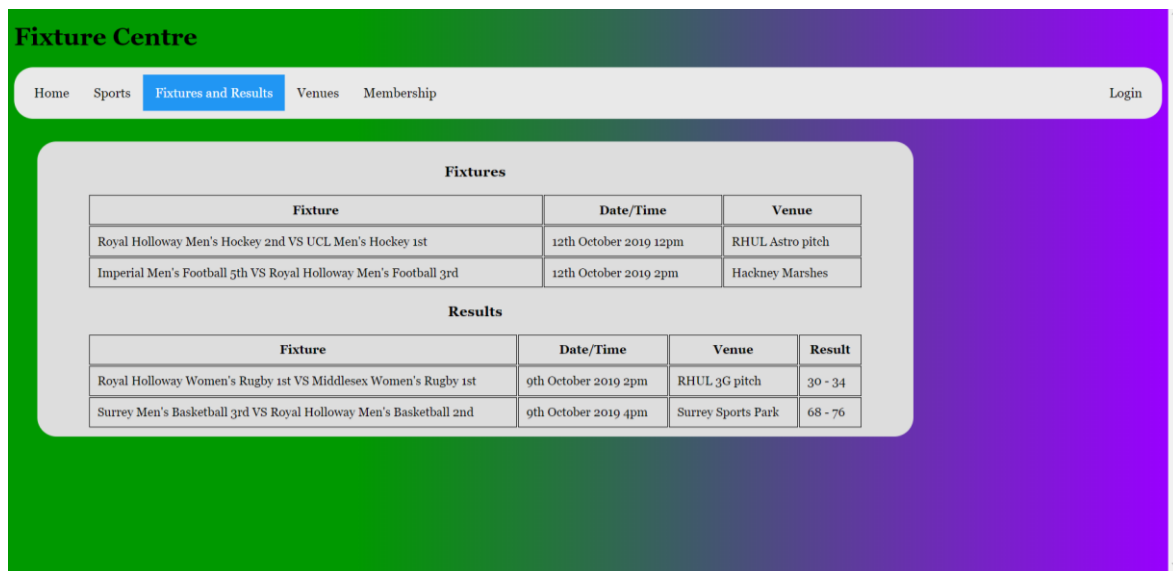 Fixture Centre
Home Sports Fixtures and Results Venues Membership Login
Fixtures
Fixture Date/Time Venue
Royal Holloway Men's Hockey 2nd VS UCL Men's Hockey 1st 12th October 2019 12pm RHUL Astro pitch
Imperial Men's Football 5th VS Royal Holloway Men's Football 3rd 12th October 2019 2pm Hackney Marshes
Results
Fixture Date/Time Venue Result
Royal Holloway Women's Rugby 1st VS Middlesex Women's Rugby 1st 9th October 2019 2pm RHUL 3G pitch 30 - 34
Surrey Men's Basketball 3rd VS Royal Holloway Men's Basketball 2nd 9th October 2019 4pm Surrey Sports Park 68 - 76